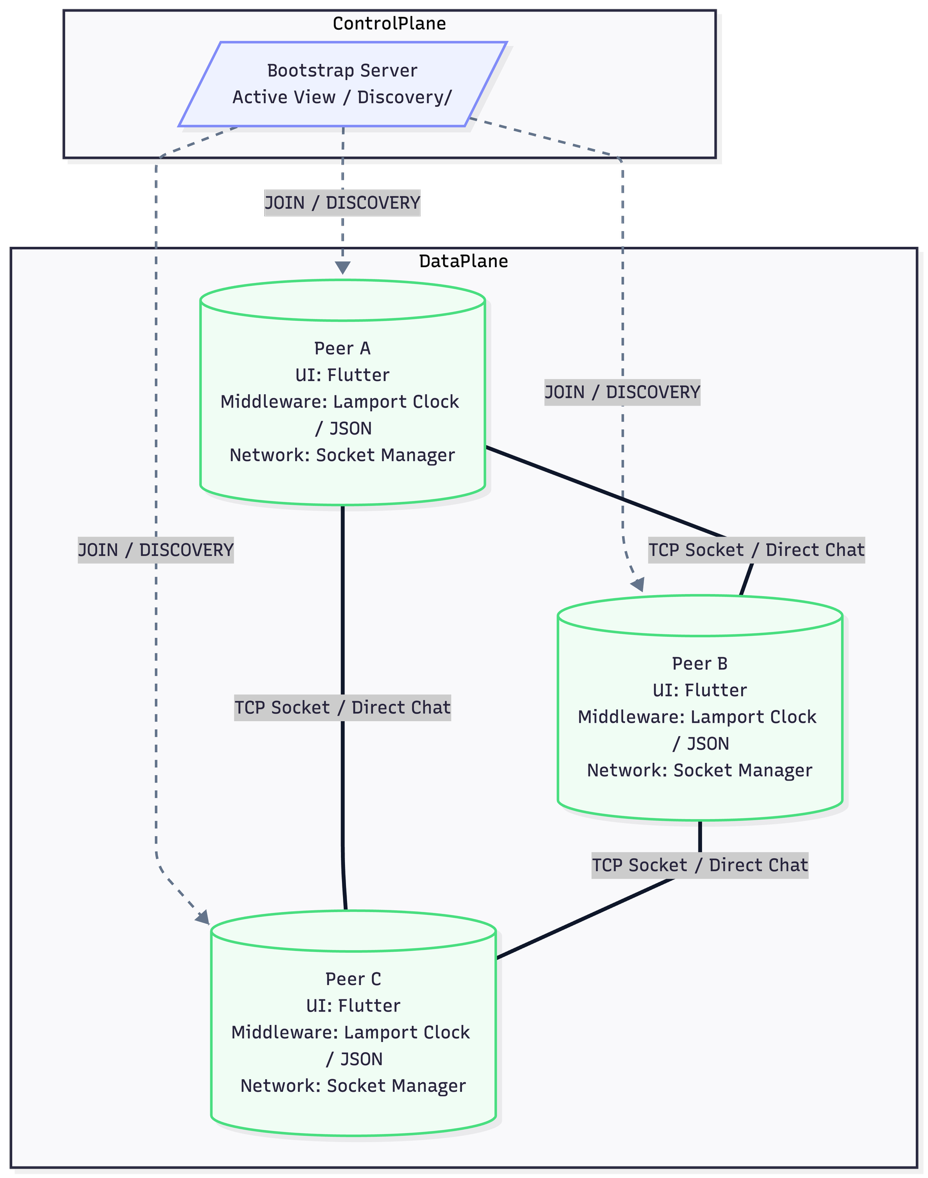 ControlPlane
Bootstrap Server
Active View / Discovery/
JOIN / DISCOVERY
DataPlane
Peer A
UI: Flutter
Middleware: Lamport Clock
/ JSON
Network: Socket Manager
JOIN / DISCOVERY
JOIN / DISCOVERY
TCP Socket / Direct Chat
Peer B
UI: Flutter
Middleware: Lamport Clock
/ JSON
Network: Socket Manager
TCP Socket / Direct Chat
TCP Socket / Direct Chat
Peer C
UI: Flutter
Middleware: Lamport Clock
/ JSON
Network: Socket Manager